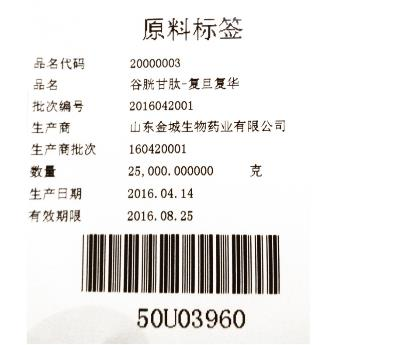 原料标签
品名代码 20000003
品名 谷胱甘肽-复旦复华
批次编号 2016042001
生产商 山东金城生物药业有限公司
生产商批次 160420001
数量 25,000.000000 克
生产日期 2016.04.14
有效期限 2016.08.25
50U03960